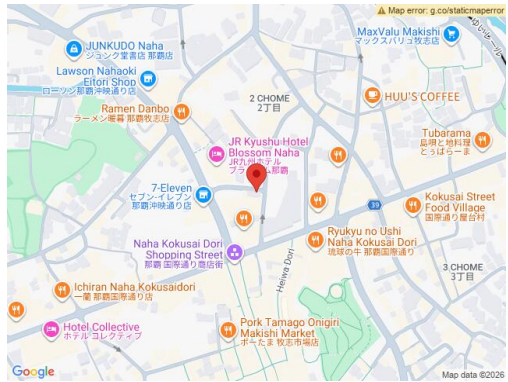 Map error: g.co/staticmaperror
JUNKUDO Naha
ジュンク堂書店 那覇店
MaxValu Makishi
マックスバリュ牧志店
Lawson Nahaoki
Eitori Shop
ローソン那覇沖映通り店
2 CHOME
2丁目
HUU'S COFFEE
Ramen Danbo
ラーメン暖暮 那覇牧志店
Tubarama
島唄と地料理
とぅばらーま
JR Kyushu Hotel
Blossom Naha
JR九州ホテル
ブラッサム那覇
7-Eleven
セブン-イレブン
那覇沖映通り店
Kokusai Street
Food Village
国際通り屋台村
39
Ryukyu no Ushi
Naha Kokusai Dori
琉球の牛 那覇国際通り
Naha Kokusai Dori
Shopping Street
那覇 国際通り商店街
Heiwa Dori
3 CHOME
3丁目
Ichiran Naha Kokusaidori
一蘭 那覇国際通り店
Hotel Collective
ホテル コレクティブ
Pork Tamago Onigiri
Makishi Market
ポーたま 牧志市場店
Google
Map data ©2026